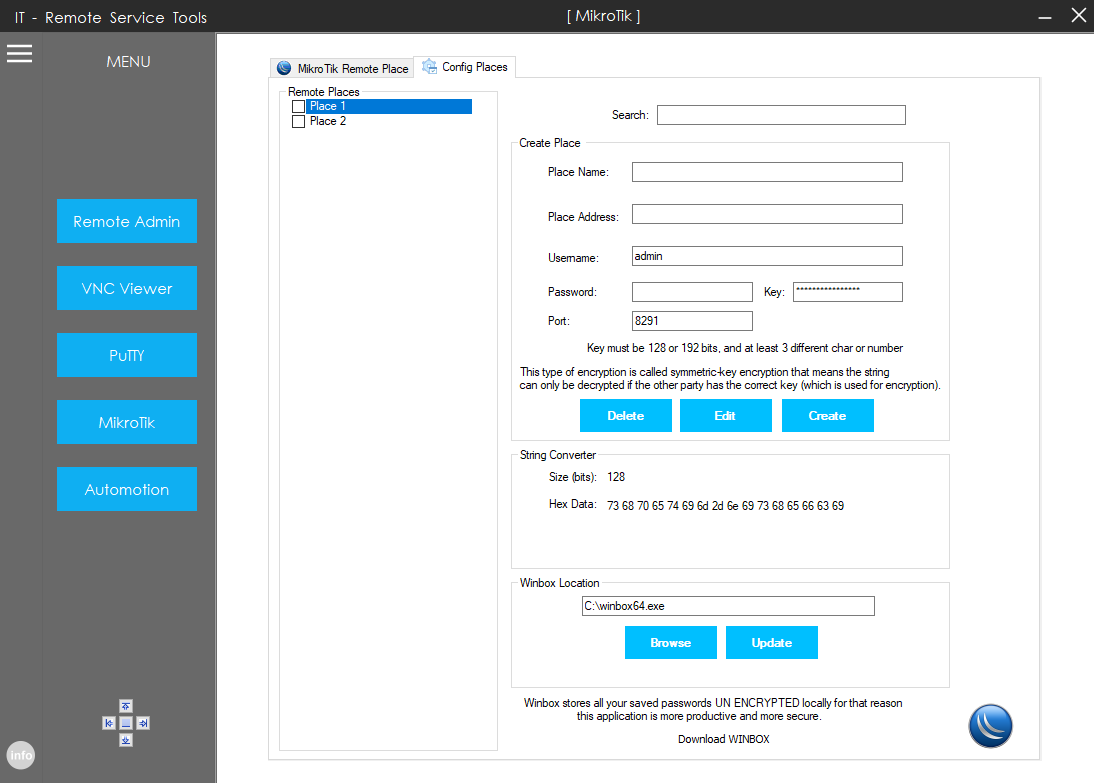 IT - Remote Service Tools
[ MikroTik ]
MENU
Remote Admin
VNC Viewer
PuTTY
MikroTik
Automotion
info
MikroTik Remote Place
Config Places
Remote Places
Place 1
Place 2
Search:
Create Place
Place Name:
Place Address:
Username: admin
Password:
Key: ****************
Port: 8291
Key must be 128 or 192 bits, and at least 3 different char or number
This type of encryption is called symmetric-key encryption that means the string
can only be decrypted if the other party has the correct key (which is used for encryption).
Delete
Edit
Create
String Converter
Size (bits): 128
Hex Data: 73 68 70 65 74 69 6d 2d 6e 69 73 68 65 66 63 69
Winbox Location
C:\winbox64.exe
Browse
Update
Winbox stores all your saved passwords UN ENCRYPTED locally for that reason
this application is more productive and more secure.
Download WINBOX